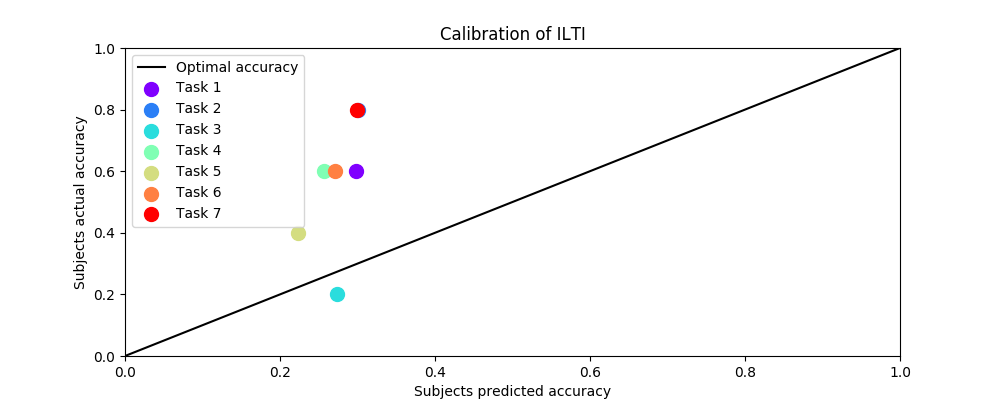 Calibration of ILTI
Optimal accuracy
Task 1
Task 2
Task 3
Task 4
Task 5
Task 6
Task 7
Subjects actual accuracy
1.0
0.8
0.6
0.4
0.2
0.0
0.0 0.2 0.4 0.6 0.8 1.0
Subjects predicted accuracy